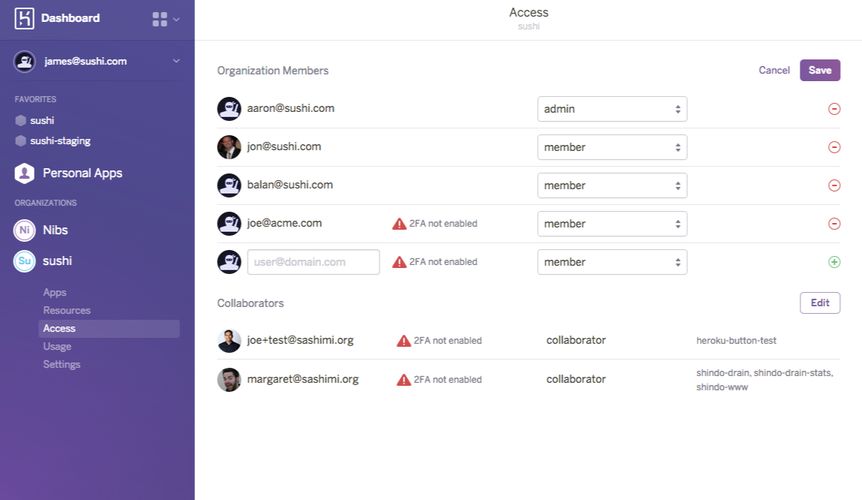 Dashboard
james@sushi.com
FAVORITES
sushi
sushi-staging
Personal Apps
ORGANIZATIONS
Ni Nibs
Su sushi
Apps
Resources
Access
Usage
Settings
Access
sushi
Organization Members Cancel Save
aaron@sushi.com admin
jon@sushi.com member
balan@sushi.com member
joe@acme.com 2FA not enabled member
user@domain.com 2FA not enabled member
Collaborators Edit
joe+test@sashimi.org 2FA not enabled collaborator heroku-button-test
margaret@sashimi.org 2FA not enabled collaborator shindo-drain, shindo-drain-stats,
shindo-www